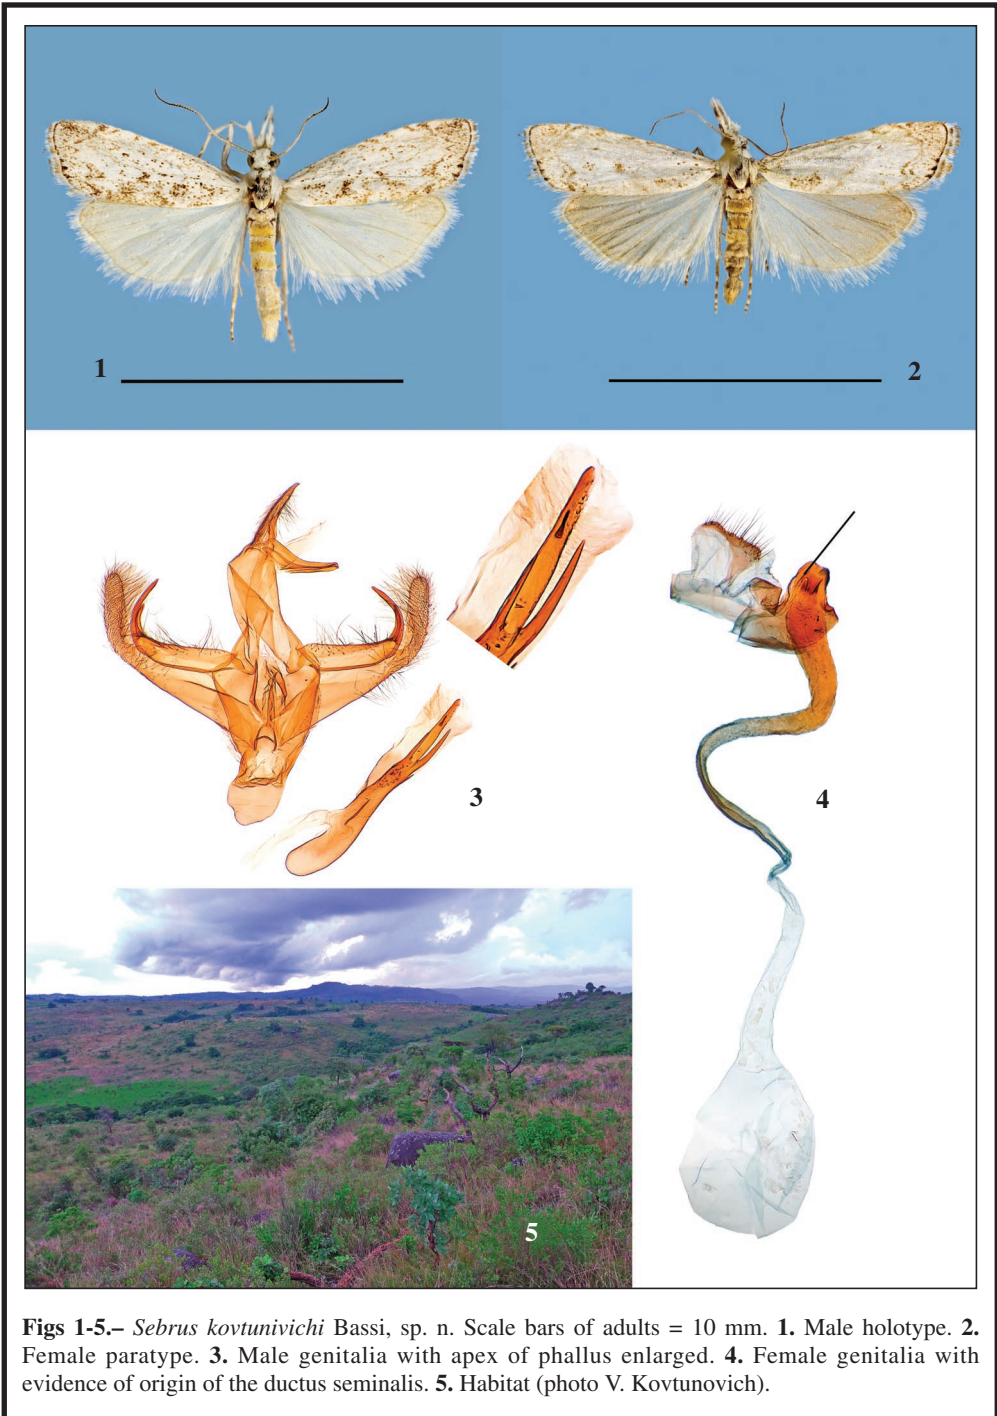 1
2
3
4
5
Figs 1-5.– Sebrus kovtunivichi Bassi, sp. n. Scale bars of adults = 10 mm. 1. Male holotype. 2.
Female paratype. 3. Male genitalia with apex of phallus enlarged. 4. Female genitalia with
evidence of origin of the ductus seminalis. 5. Habitat (photo V. Kovtunovich).